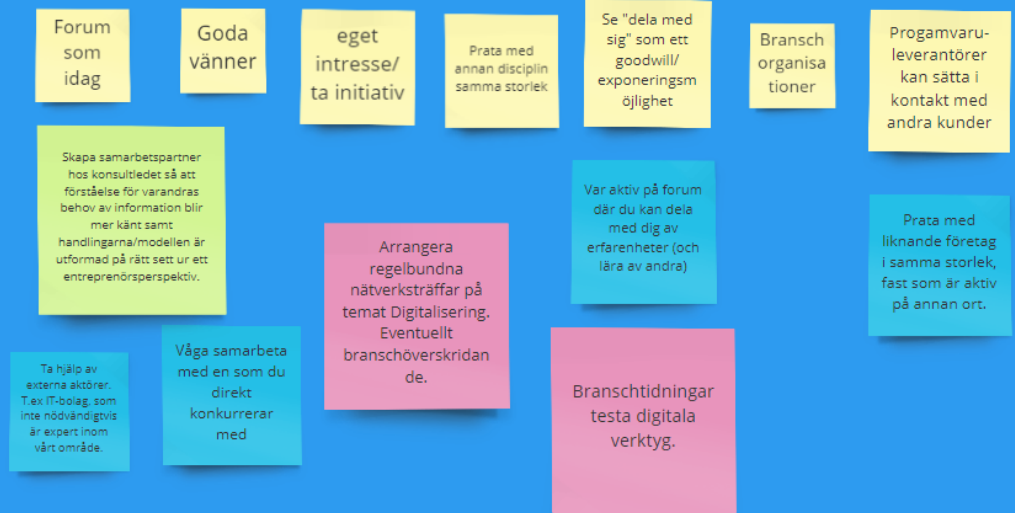 Forum
som
idag
Goda
vänner
eget
intresse/
ta initiativ
Prata med
annan disciplin
samma storlek
Se "dela med
sig" som ett
goodwill/
exponeringsm
öjlighet
Bransch
organisa
tioner
Progamvaru-
leverantörer
kan sätta i
kontakt med
andra kunder
Skapa samarbetspartner
hos konsultledet så att
förståelse för varandras
behov av information blir
mer känt samt
handlingarna/modellen är
utformad på rätt sett ur ett
entreprenörsperspektiv.
Arrangera
regelbundna
nätverksträffar på
temat Digitalisering.
Eventuellt
branschöverskridan
de.
Var aktiv på forum
där du kan dela
med dig av
erfarenheter (och
lära av andra)
Prata med
liknande företag
i samma storlek,
fast som är aktiv
på annan ort.
Ta hjälp av
externa aktörer.
T.ex IT-bolag, som
inte nödvändigtvis
är expert inom
vårt område.
Våga samarbeta
med en som du
direkt
konkurrerar
med
Branschtidningar
testa digitala
verktyg.